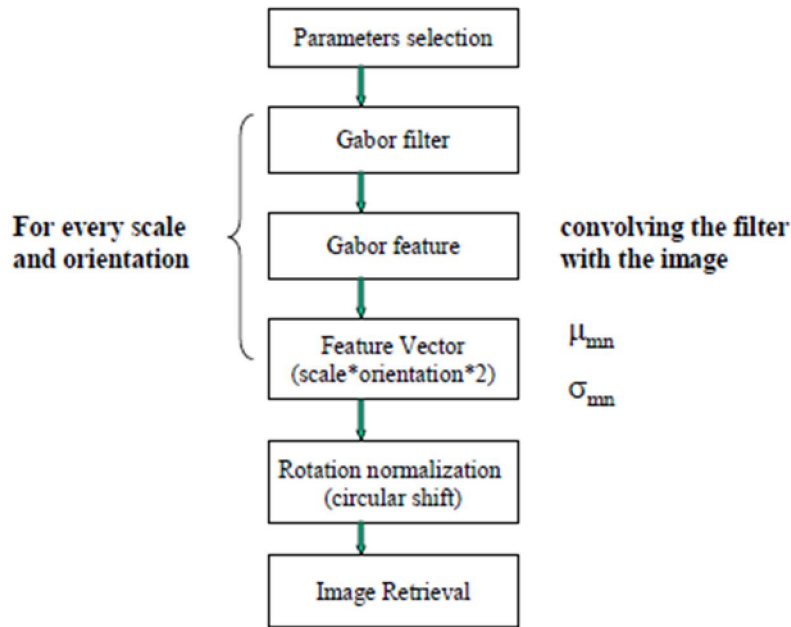 Parameters selection
Gabor filter
For every scale
and orientation
Gabor feature
convolving the filter
with the image
Feature Vector
(scale*orientation*2)
μmn
σmn
Rotation normalization
(circular shift)
Image Retrieval